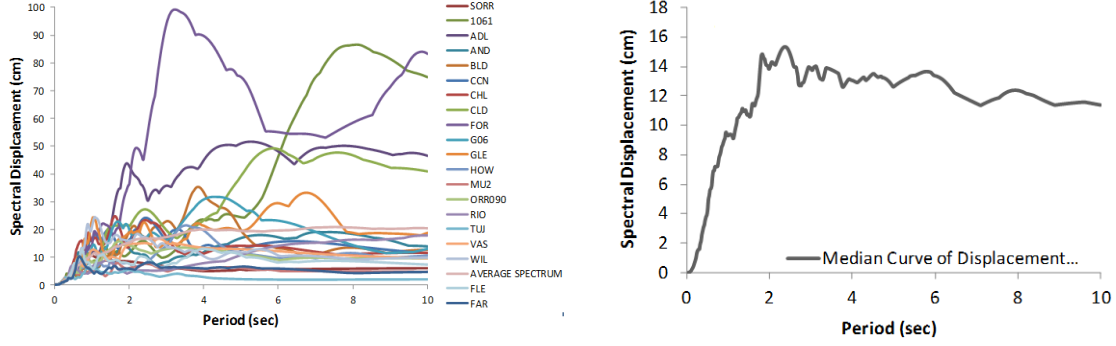 100
90
80
70
60
50
40
30
20
10
0
Spectral Displcaement (cm)
0 2 4 6 8 10
Period (sec)
SORR
1061
ADL
AND
BLD
CCN
CHL
CLD
FOR
G06
GLE
HOW
MU2
ORR090
RIO
TUJ
VAS
WIL
AVERAGE SPECTRUM
FLE
FAR
18
16
14
12
10
8
6
4
2
0
Spectral Displacement (cm)
Median Curve of Displacement...
0 2 4 6 8 10
Period (sec)